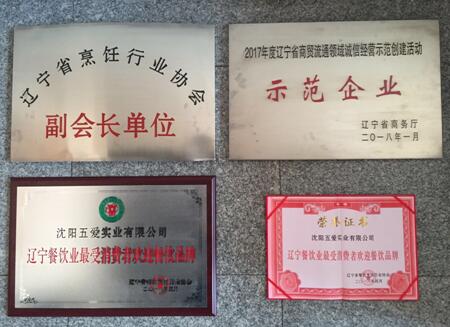 辽宁省烹饪行业协会
副会长单位
2017年度辽宁省商贸流通领域诚信经营示范创建活动
示范企业
辽宁省商务厅
二〇一八年一月
沈阳五爱实业有限公司
辽宁餐饮业最受消费者欢迎餐饮品牌
荣誉证书
沈阳五爱实业有限公司
辽宁餐饮业最受消费者欢迎餐饮品牌